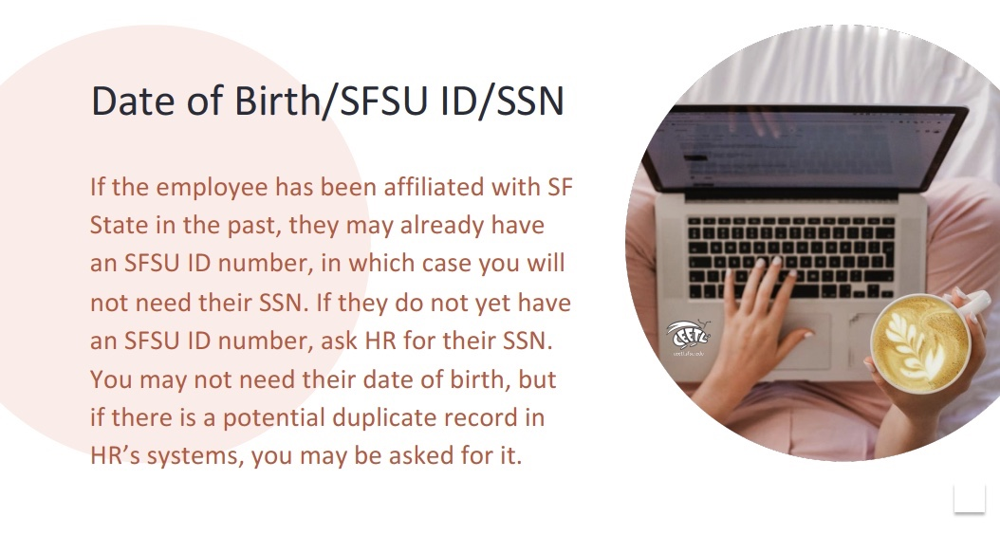 Date of Birth/SFSU ID/SSN
If the employee has been affiliated with SF
State in the past, they may already have
an SFSU ID number, in which case you will
not need their SSN. If they do not yet have
an SFSU ID number, ask HR for their SSN.
You may not need their date of birth, but
if there is a potential duplicate record in
HR’s systems, you may be asked for it.
CEETL